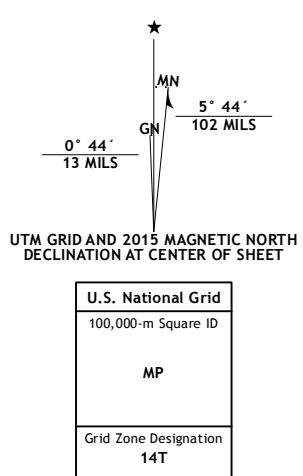 ★
MN
5° 44´
102 MILS
GN
0° 44´
13 MILS
UTM GRID AND 2015 MAGNETIC NORTH
DECLINATION AT CENTER OF SHEET
U.S. National Grid
100,000-m Square ID
MP
Grid Zone Designation
14T